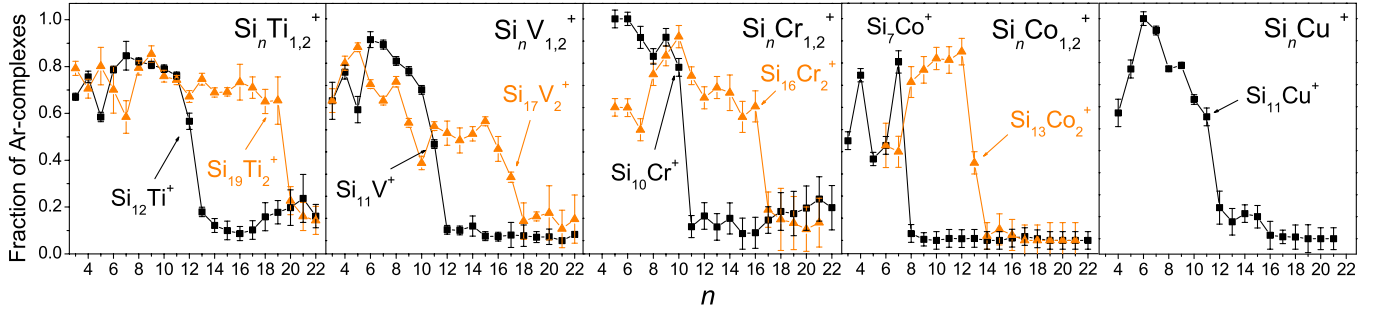 Fraction of Ar-complexes
1.0
0.8
0.6
0.4
0.2
0.0
SiₙTi₁,₂⁺
Si₁₉Ti₂⁺
Si₁₂Ti⁺
4 6 8 10 12 14 16 18 20 22
SiₙV₁,₂⁺
Si₁₇V₂⁺
Si₁₁V⁺
4 6 8 10 12 14 16 18 20 22
SiₙCr₁,₂⁺
Si₁₆Cr₂⁺
Si₁₀Cr⁺
4 6 8 10 12 14 16 18 20 22
Si₇Co⁺
SiₙCo₁,₂⁺
Si₁₃Co₂⁺
4 6 8 10 12 14 16 18 20 22
SiₙCu⁺
Si₁₁Cu⁺
4 6 8 10 12 14 16 18 20 22
n